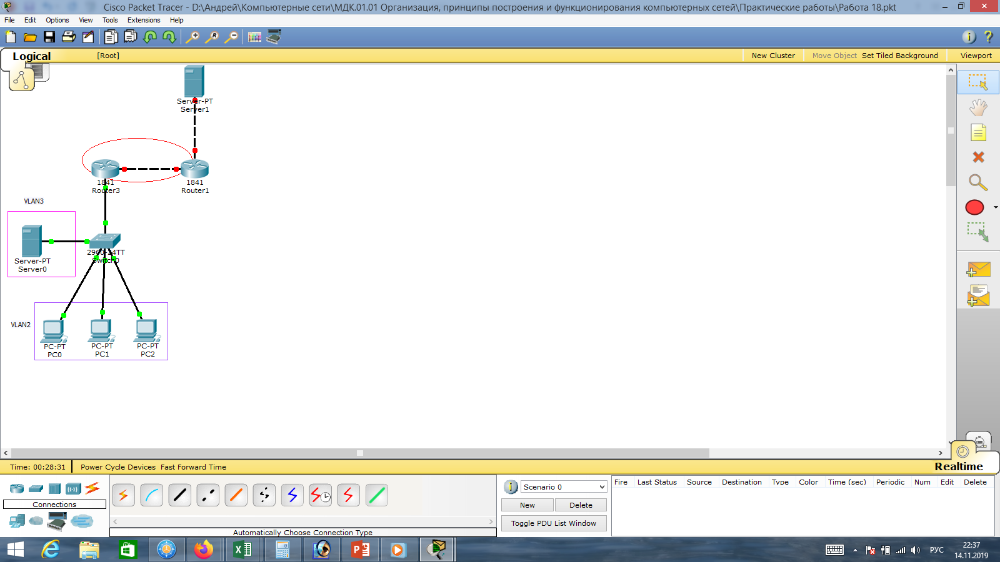 Cisco Packet Tracer - D:\Андрей\Компьютерные сети\МДК.01.01 Организация, принципы построения и функционирования компьютерных сетей\Практические работы\Работа 18.pkt
File Edit Options View Tools Extensions Help
Logical [Root] New Cluster Move Object Set Tiled Background Viewport
Server-PT
Server1
1841
Router3
1841
Router1
VLAN3
Server-PT
Server0
2960-24TT
Switch0
VLAN2
PC-PT
PC0
PC-PT
PC1
PC-PT
PC2
Time: 00:28:31 Power Cycle Devices Fast Forward Time
Realtime
Connections
Automatically Choose Connection Type
Scenario 0
New Delete
Toggle PDU List Window
Fire Last Status Source Destination Type Color Time (sec) Periodic Num Edit Delete
РУС
22:37
14.11.2019